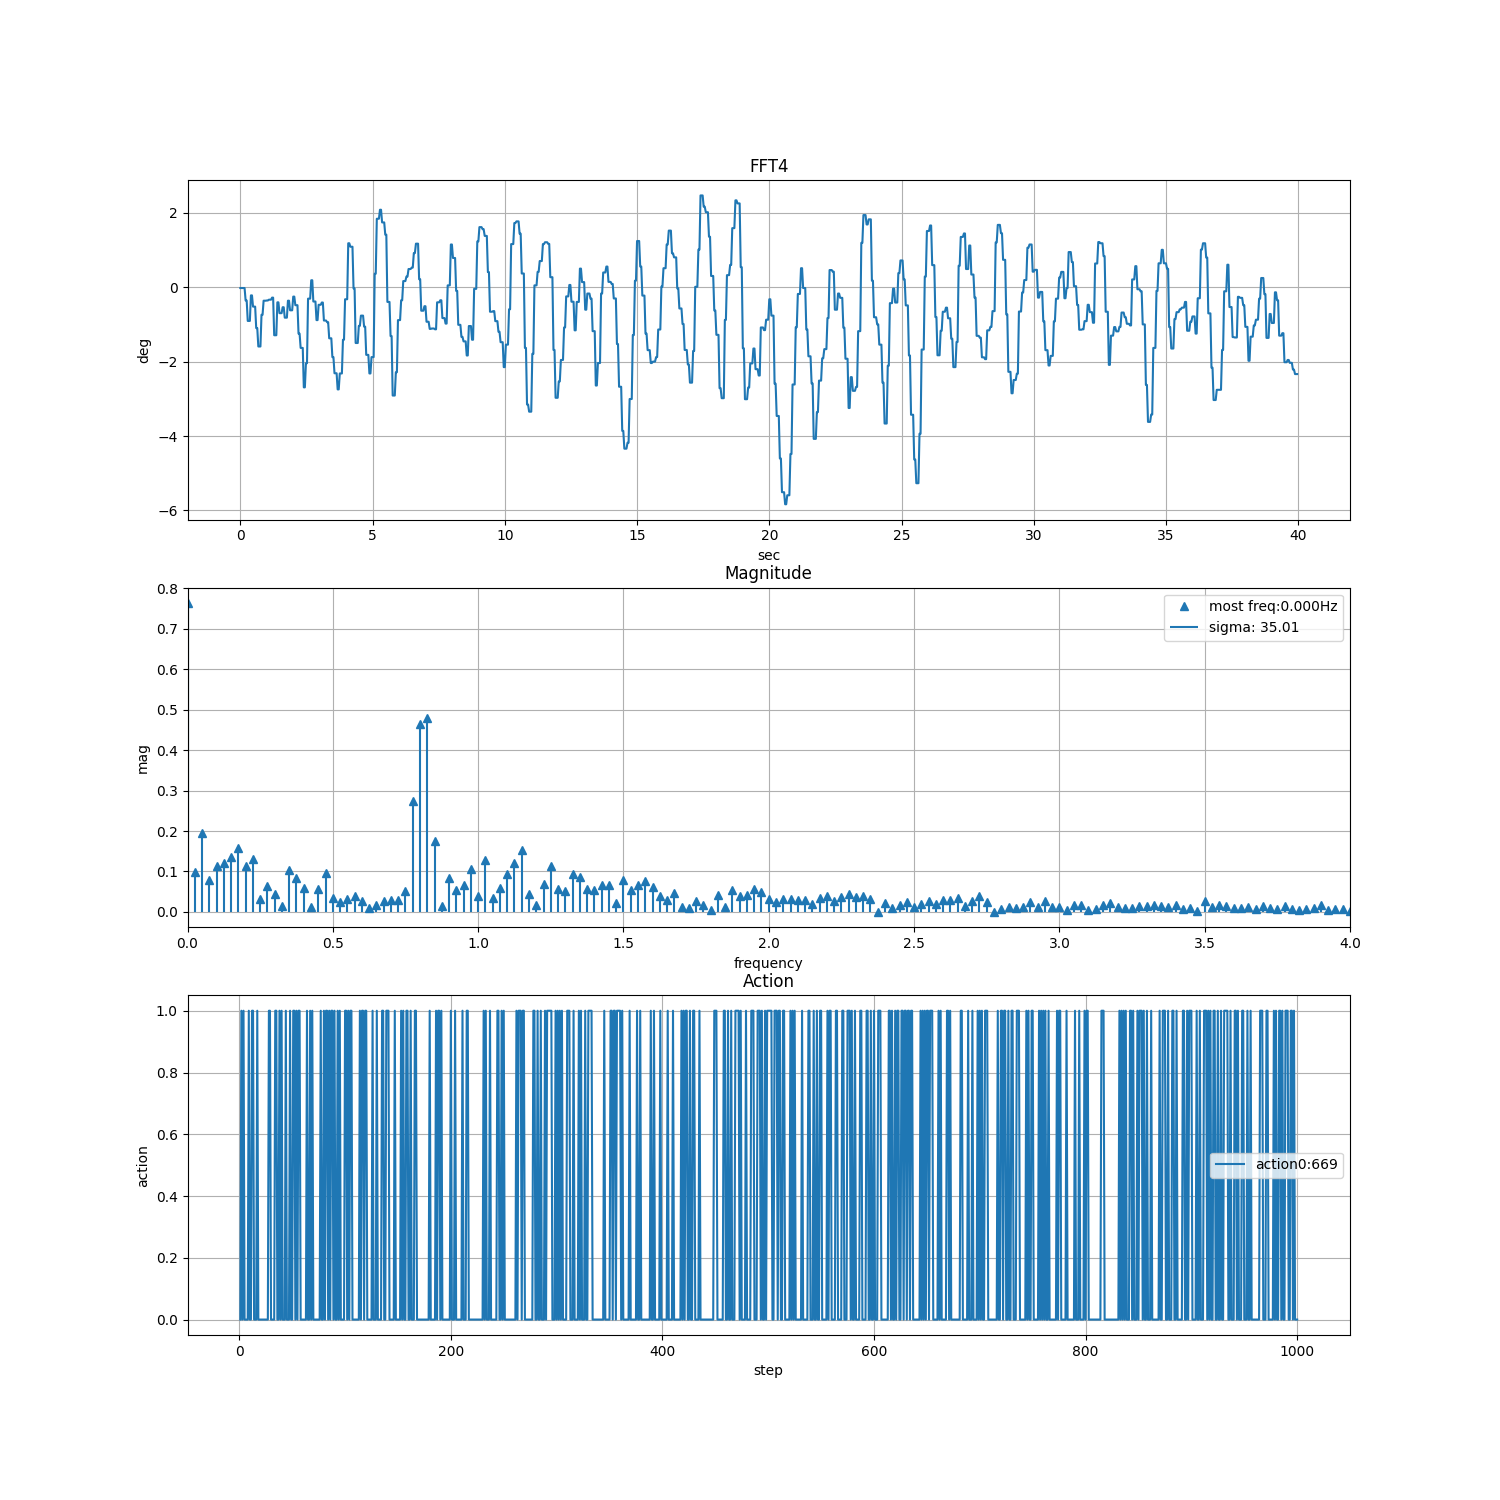 FFT4
2
0
−2
−4
−6
deg
0 5 10 15 20 25 30 35 40
sec
Magnitude
0.8
0.7
0.6
0.5
0.4
0.3
0.2
0.1
0.0
mag
most freq:0.000Hz
sigma: 35.01
0.0 0.5 1.0 1.5 2.0 2.5 3.0 3.5 4.0
frequency
Action
1.0
0.8
0.6
0.4
0.2
0.0
action
action0:669
0 200 400 600 800 1000
step